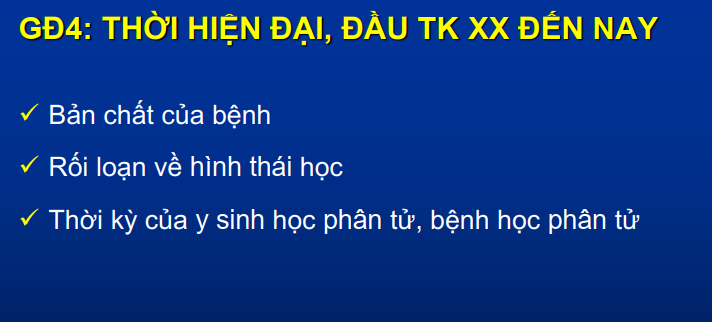 GĐ4: THỜI HIỆN ĐẠI, ĐẦU TK XX ĐẾN NAY
✓ Bản chất của bệnh
✓ Rối loạn về hình thái học
✓ Thời kỳ của y sinh học phân tử, bệnh học phân tử